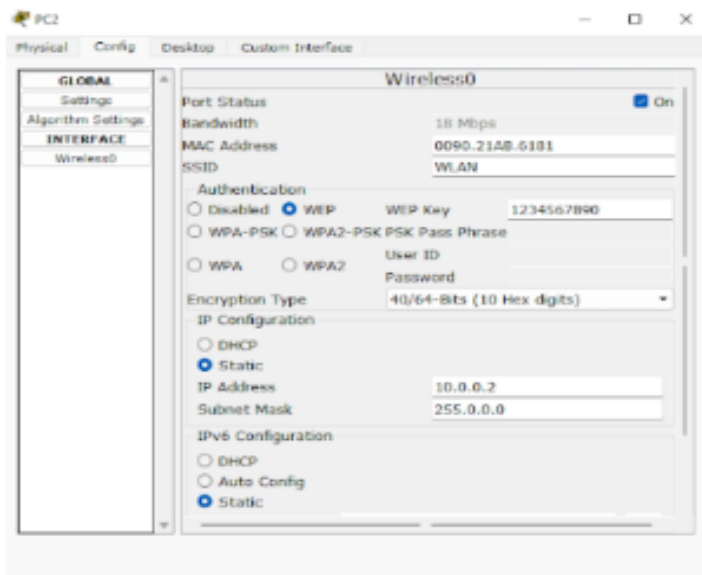 PC2
Physical Config Desktop Custom Interface
GLOBAL
Settings
Algorithm Settings
INTERFACE
Wireless0
Wireless0
Port Status On
Bandwidth 18 Mbps
MAC Address 0090.21AB.6181
SSID WLAN
Authentication
Disabled WEP WEP Key 1234567890
WPA-PSK WPA2-PSK PSK Pass Phrase
User ID
WPA WPA2
Password
Encryption Type 40/64-Bits (10 Hex digits)
IP Configuration
DHCP
Static
IP Address 10.0.0.2
Subnet Mask 255.0.0.0
IPv6 Configuration
DHCP
Auto Config
Static